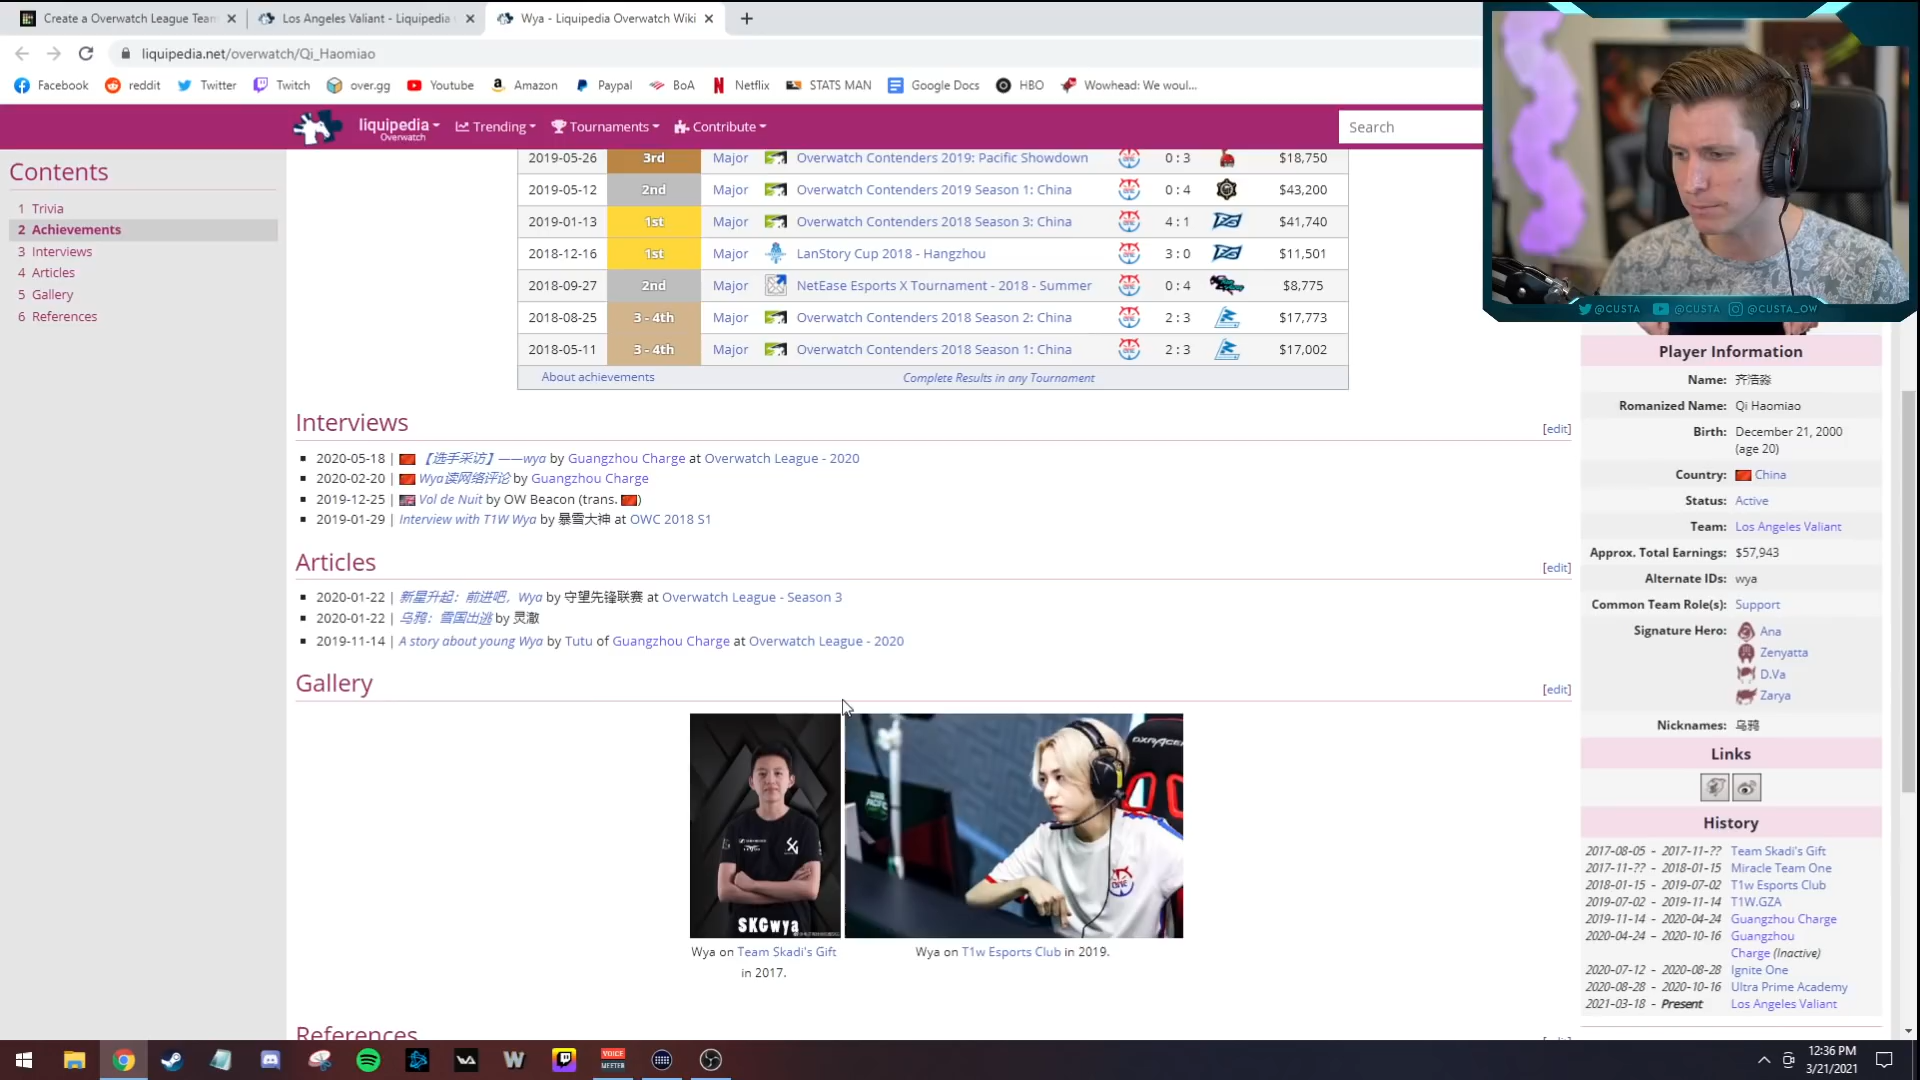 Create a Overwatch League Team
Los Angeles Valiant - Liquipedia
Wya - Liquipedia Overwatch Wiki
liquipedia.net/overwatch/Qi_Haomiao
Facebook reddit Twitter Twitch over.gg Youtube Amazon Paypal BoA Netflix STATS MAN Google Docs HBO Wowhead: We woul...
liquipedia Overwatch Trending Tournaments Contribute Search
@CUSTA @CUSTA @CUSTA_OW
Contents
1 Trivia
2 Achievements
3 Interviews
4 Articles
5 Gallery
6 References
2019-05-26 3rd Major Overwatch Contenders 2019: Pacific Showdown 0 : 3 $18,750
2019-05-12 2nd Major Overwatch Contenders 2019 Season 1: China 0 : 4 $43,200
2019-01-13 1st Major Overwatch Contenders 2018 Season 3: China 4 : 1 $41,740
2018-12-16 1st Major LanStory Cup 2018 - Hangzhou 3 : 0 $11,501
2018-09-27 2nd Major NetEase Esports X Tournament - 2018 - Summer 0 : 4 $8,775
2018-08-25 3 - 4th Major Overwatch Contenders 2018 Season 2: China 2 : 3 $17,773
2018-05-11 3 - 4th Major Overwatch Contenders 2018 Season 1: China 2 : 3 $17,002
About achievements Complete Results in any Tournament
Interviews [edit]
2020-05-18 | 【选手采访】——wya by Guangzhou Charge at Overwatch League - 2020
2020-02-20 | Wya读网络评论 by Guangzhou Charge
2019-12-25 | Vol de Nuit by OW Beacon (trans. )
2019-01-29 | Interview with T1W Wya by 暴雪大神 at OWC 2018 S1
Articles [edit]
2020-01-22 | 新星升起：前进吧，Wya by 守望先锋联赛 at Overwatch League - Season 3
2020-01-22 | 乌鸦：雪国出逃 by 灵澈
2019-11-14 | A story about young Wya by Tutu of Guangzhou Charge at Overwatch League - 2020
Gallery [edit]
SKGwya
DXRACER
Wya on Team Skadi's Gift
in 2017.
Wya on T1w Esports Club in 2019.
References
Player Information
Name: 齐浩淼
Romanized Name: Qi Haomiao
Birth: December 21, 2000
(age 20)
Country: China
Status: Active
Team: Los Angeles Valiant
Approx. Total Earnings: $57,943
Alternate IDs: wya
Common Team Role(s): Support
Signature Hero: Ana
Zenyatta
D.Va
Zarya
Nicknames: 乌鸦
Links
History
2017-08-05 - 2017-11-?? Team Skadi's Gift
2017-11-?? - 2018-01-15 Miracle Team One
2018-01-15 - 2019-07-02 T1w Esports Club
2019-07-02 - 2019-11-14 T1W.GZA
2019-11-14 - 2020-04-24 Guangzhou Charge
2020-04-24 - 2020-10-16 Guangzhou
Charge (Inactive)
2020-07-12 - 2020-08-28 Ignite One
2020-08-28 - 2020-10-16 Ultra Prime Academy
2021-03-18 - Present Los Angeles Valiant
VOICE
MEETER
12:36 PM
3/21/2021